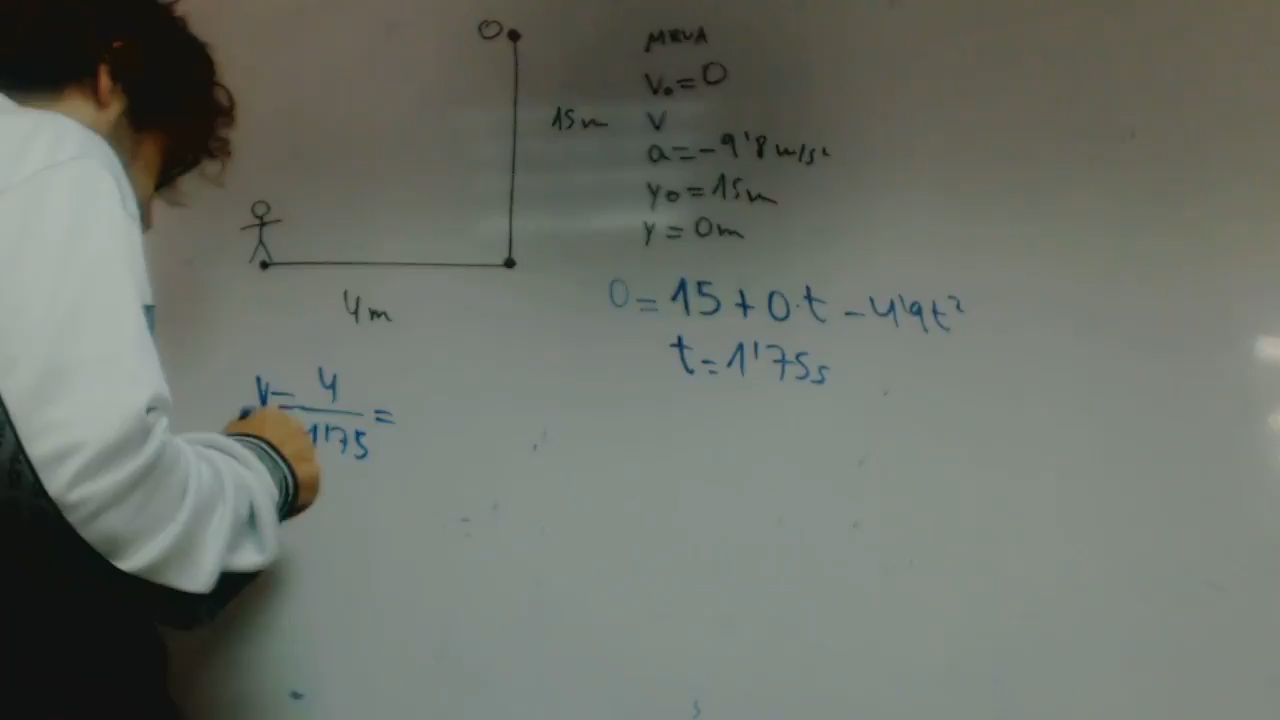 O
MRUA
V₀=0
15m
V
a=-9'8 m/s²
y₀=15m
y=0m
4m
0=15+0·t-4'9t²
t=1'75s
V=4/1'75=